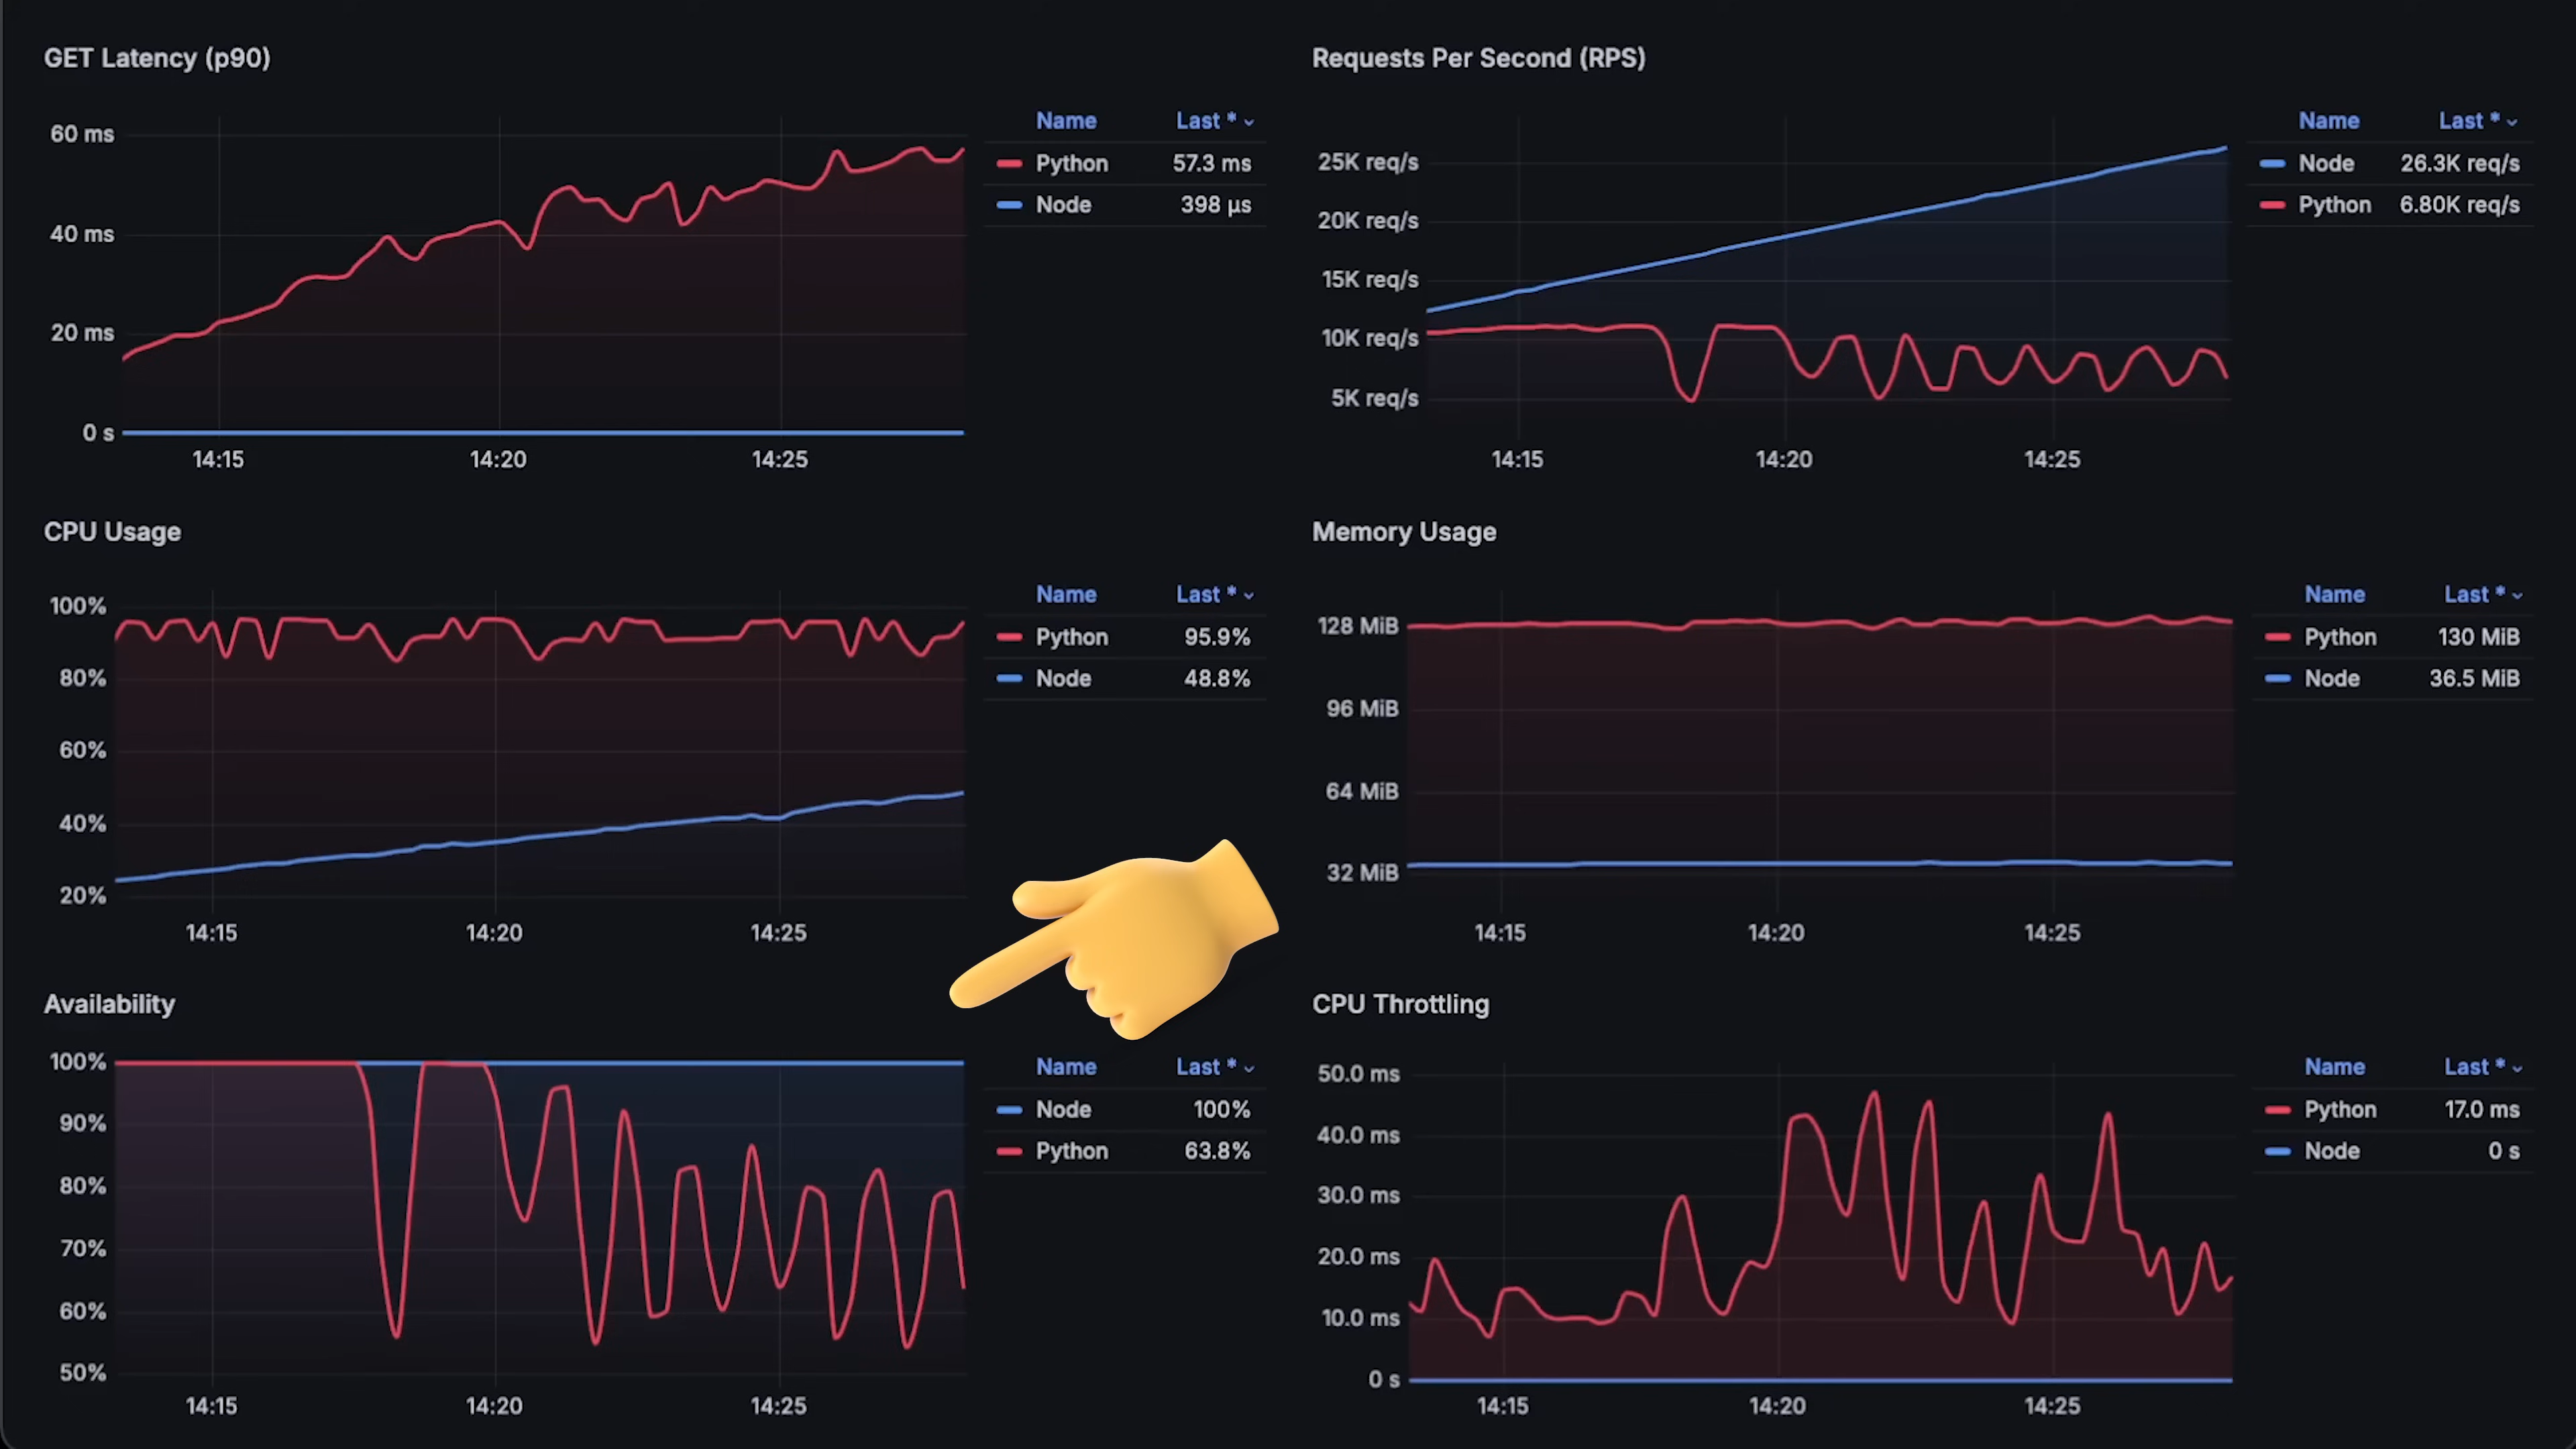 GET Latency (p90)
60 ms
40 ms
20 ms
0 s
14:15 14:20 14:25
Name Last *
Python 57.3 ms
Node 398 µs
Requests Per Second (RPS)
25K req/s
20K req/s
15K req/s
10K req/s
5K req/s
14:15 14:20 14:25
Name Last *
Node 26.3K req/s
Python 6.80K req/s
CPU Usage
100%
80%
60%
40%
20%
14:15 14:20 14:25
Name Last *
Python 95.9%
Node 48.8%
Memory Usage
128 MiB
96 MiB
64 MiB
32 MiB
14:15 14:20 14:25
Name Last *
Python 130 MiB
Node 36.5 MiB
Availability
100%
90%
80%
70%
60%
50%
14:15 14:20 14:25
Name Last *
Node 100%
Python 63.8%
CPU Throttling
50.0 ms
40.0 ms
30.0 ms
20.0 ms
10.0 ms
0 s
14:15 14:20 14:25
Name Last *
Python 17.0 ms
Node 0 s